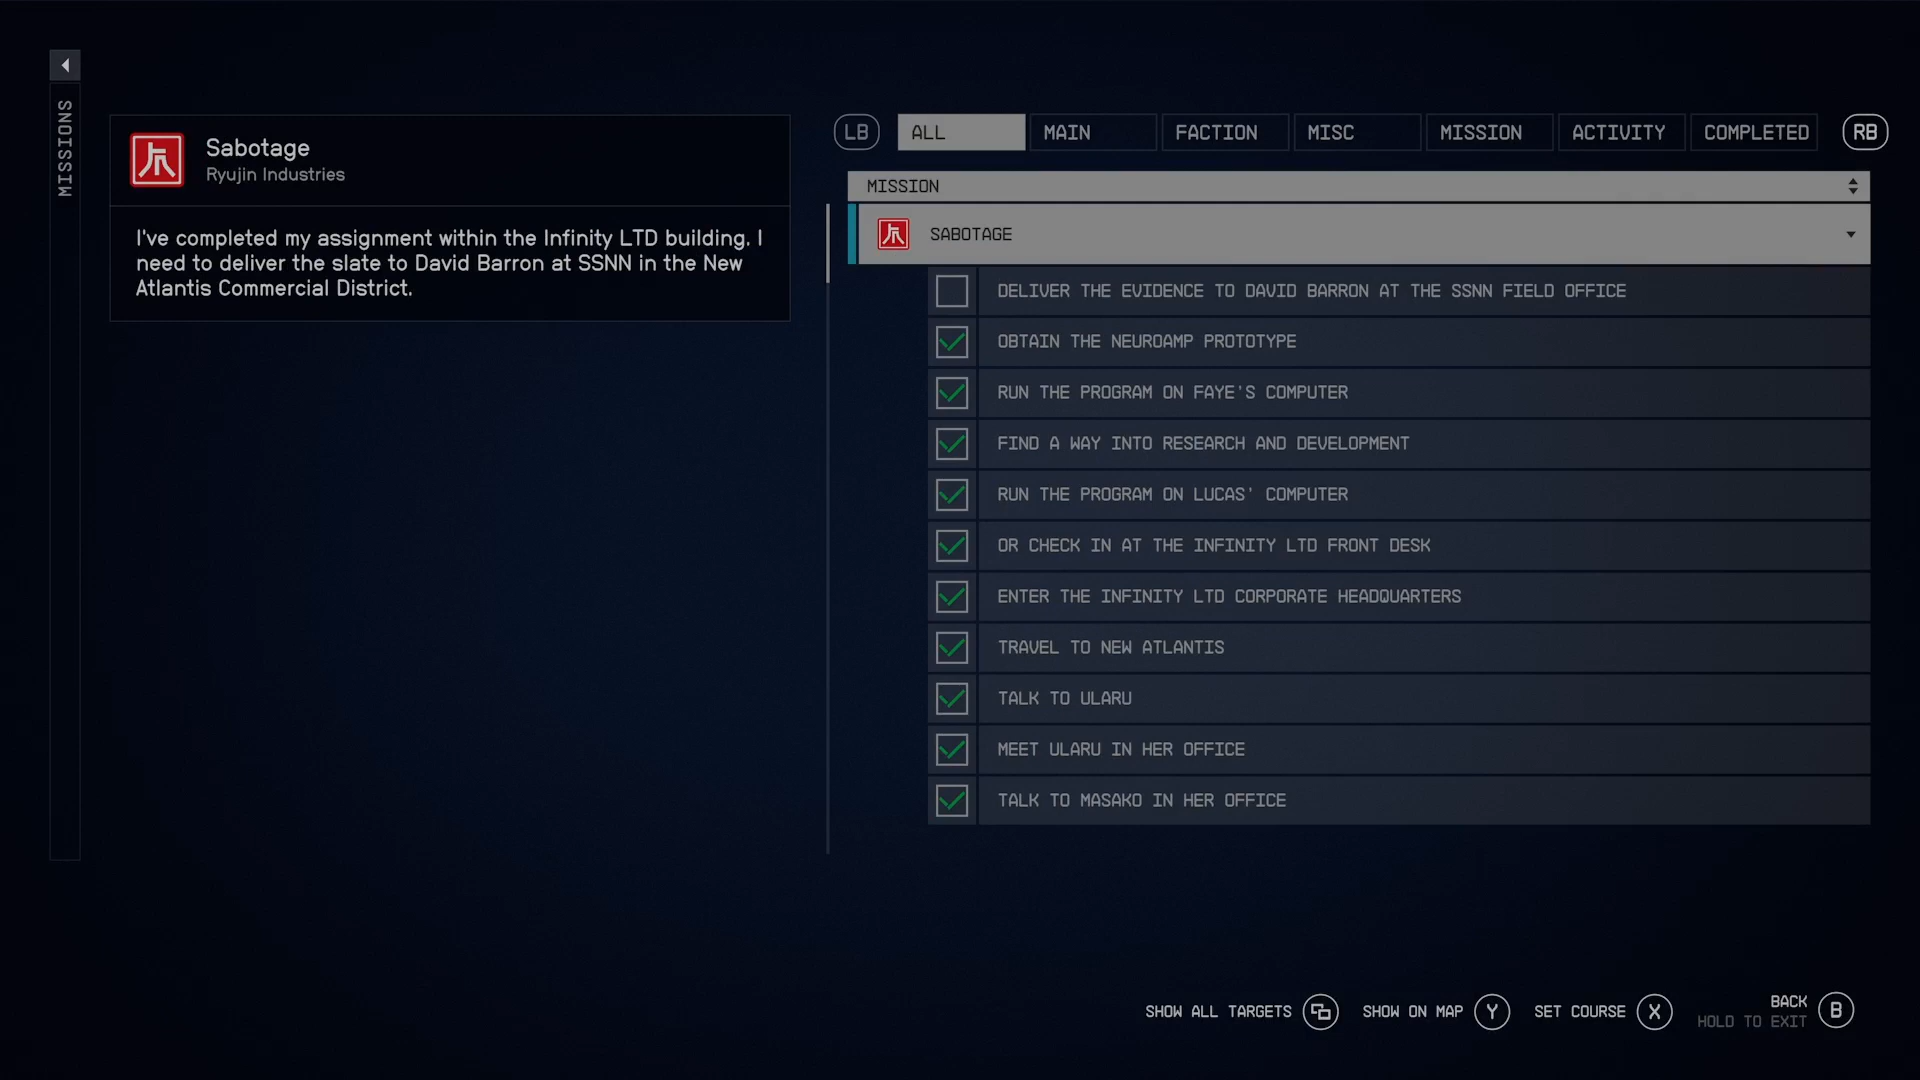 MISSIONS
Sabotage
Ryujin Industries
I've completed my assignment within the Infinity LTD building. I
need to deliver the slate to David Barron at SSNN in the New
Atlantis Commercial District.
LB
ALL
MAIN
FACTION
MISC
MISSION
ACTIVITY
COMPLETED
RB
MISSION
SABOTAGE
DELIVER THE EVIDENCE TO DAVID BARRON AT THE SSNN FIELD OFFICE
OBTAIN THE NEUROAMP PROTOTYPE
RUN THE PROGRAM ON FAYE'S COMPUTER
FIND A WAY INTO RESEARCH AND DEVELOPMENT
RUN THE PROGRAM ON LUCAS' COMPUTER
OR CHECK IN AT THE INFINITY LTD FRONT DESK
ENTER THE INFINITY LTD CORPORATE HEADQUARTERS
TRAVEL TO NEW ATLANTIS
TALK TO ULARU
MEET ULARU IN HER OFFICE
TALK TO MASAKO IN HER OFFICE
SHOW ALL TARGETS
SHOW ON MAP Y
SET COURSE X
BACK B
HOLD TO EXIT